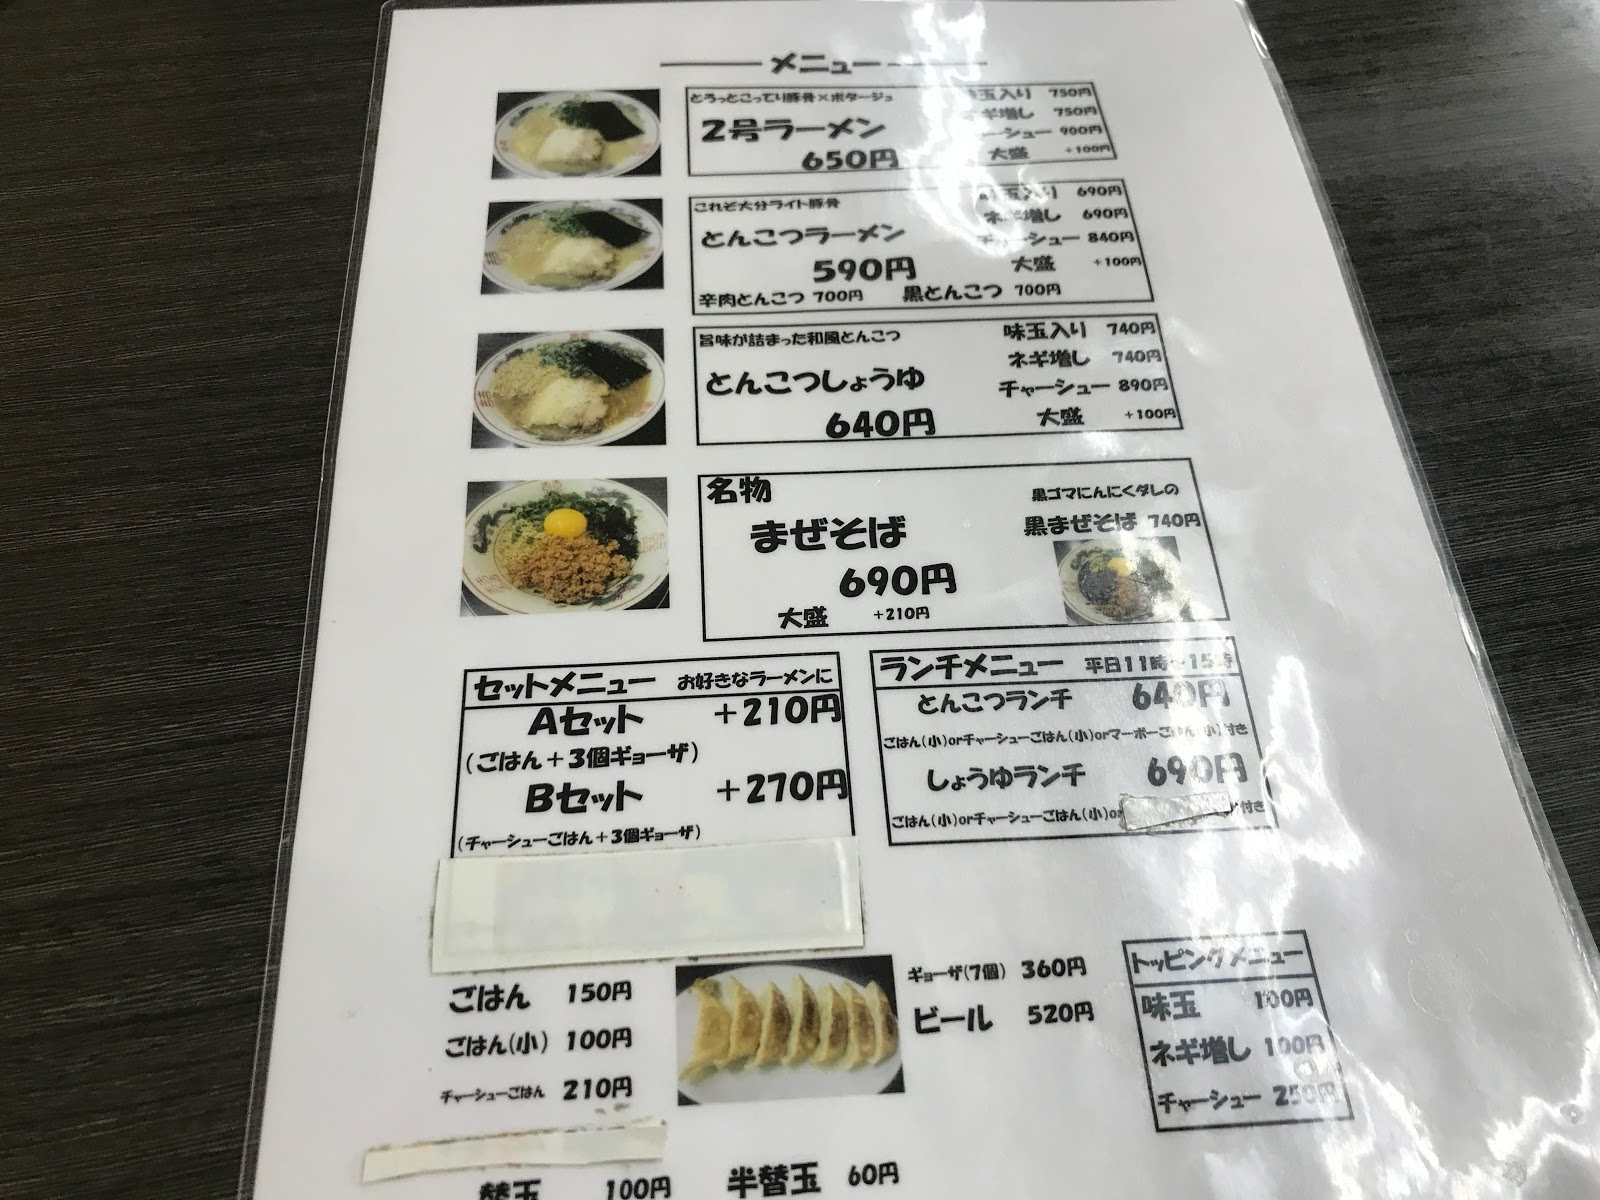 メニュー
とろっとこってり豚骨×ポタージュ
2号ラーメン
650円
味玉入り 750円
ネギ増し 750円
チャーシュー 900円
大盛 +100円
これぞ大分ライト豚骨
とんこつラーメン
590円
味玉入り 690円
ネギ増し 690円
チャーシュー 840円
大盛 +100円
辛肉とんこつ 700円 黒とんこつ 700円
旨味が詰まった和風とんこつ
とんこつしょうゆ
640円
味玉入り 740円
ネギ増し 740円
チャーシュー 890円
大盛 +100円
名物
まぜそば
690円
大盛 +210円
黒ゴマにんにくダレの
黒まぜそば 740円
セットメニュー お好きなラーメンに
Aセット +210円
(ごはん+3個ギョーザ)
Bセット +270円
(チャーシューごはん+3個ギョーザ)
ランチメニュー 平日11時~15時
とんこつランチ 640円
ごはん(小)orチャーシューごはん(小)orマーボーごはん(小)付き
しょうゆランチ 690円
ごはん(小)orチャーシューごはん(小)or 付き
ごはん 150円
ごはん(小) 100円
チャーシューごはん 210円
ギョーザ(7個) 360円
ビール 520円
トッピングメニュー
味玉 100円
ネギ増し 100円
チャーシュー 250円
替玉 100円 半替玉 60円